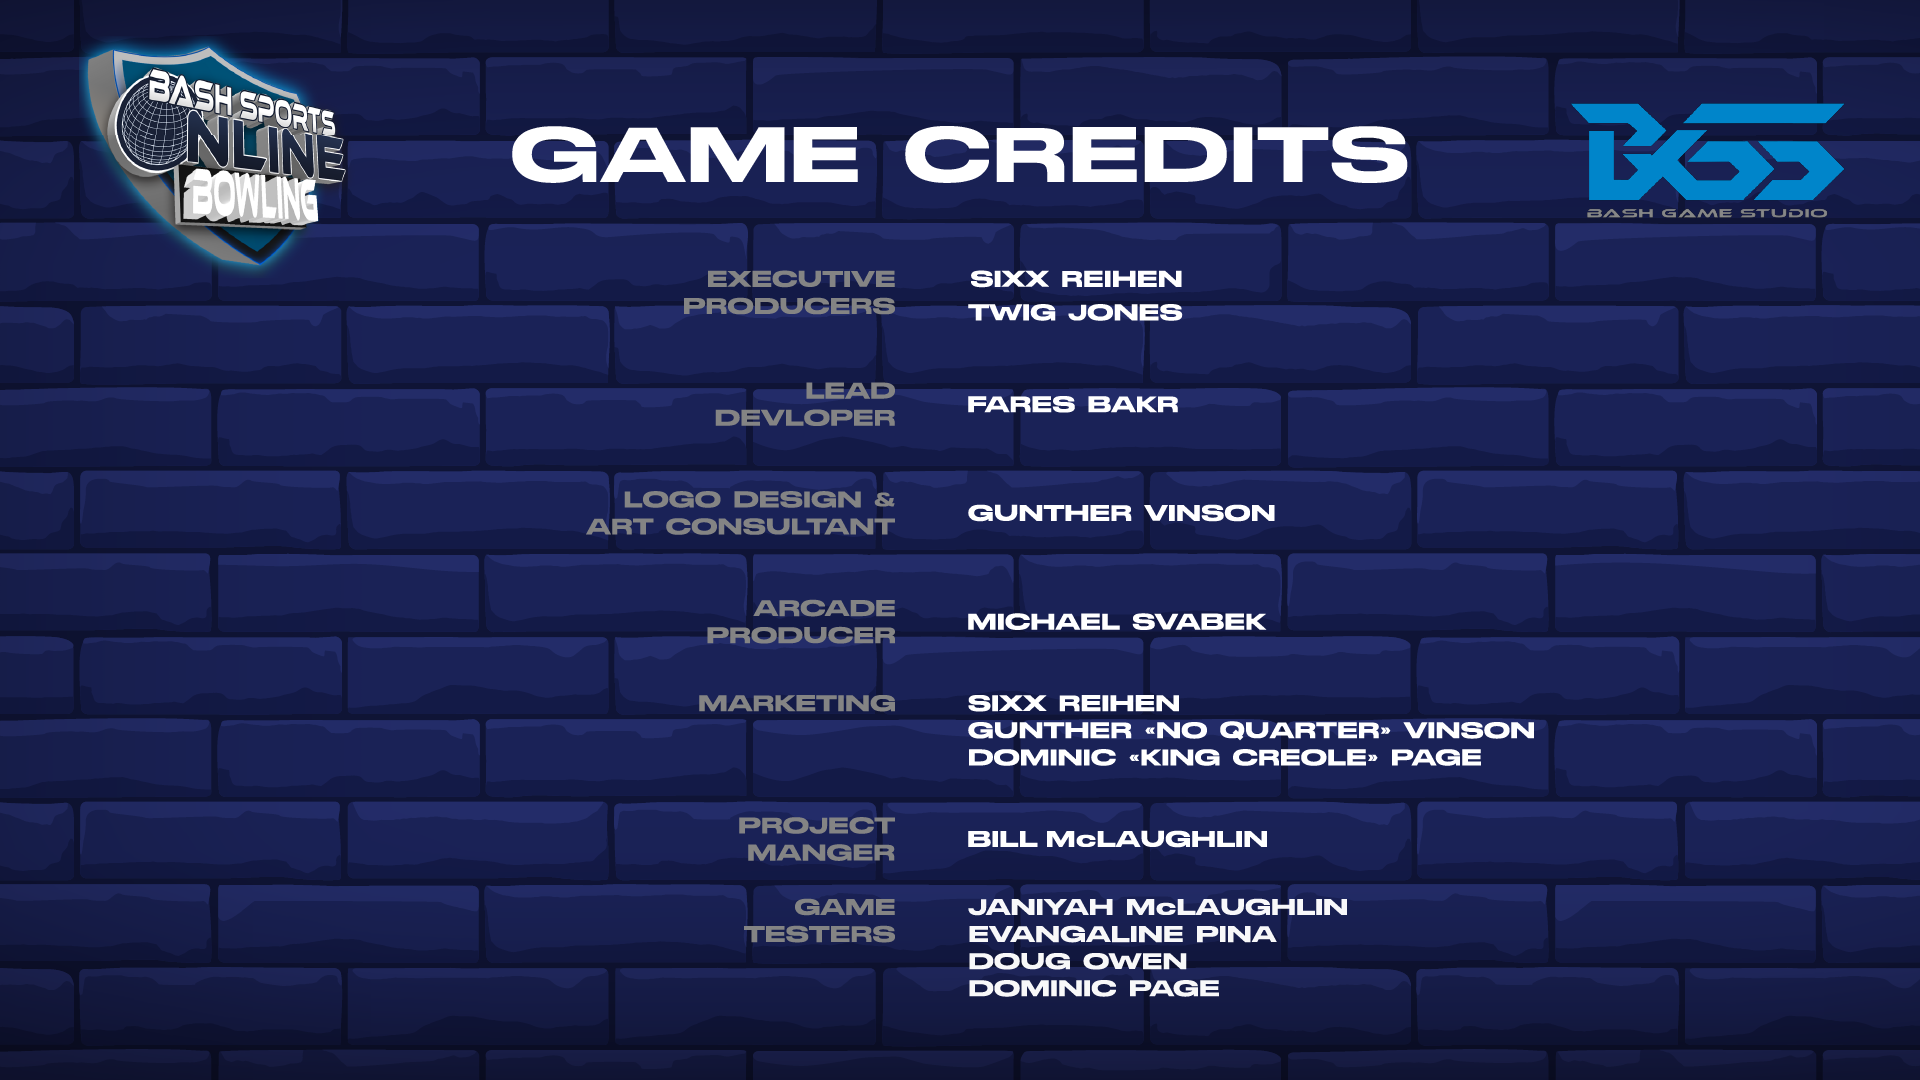 BASH SPORTS
ONLINE
BOWLING
GAME CREDITS
BGS
BASH GAME STUDIO
EXECUTIVE
PRODUCERS
SIXX REIHEN
TWIG JONES
LEAD
DEVLOPER
FARES BAKR
LOGO DESIGN &
ART CONSULTANT
GUNTHER VINSON
ARCADE
PRODUCER
MICHAEL SVABEK
MARKETING
SIXX REIHEN
GUNTHER «NO QUARTER» VINSON
DOMINIC «KING CREOLE» PAGE
PROJECT
MANGER
BILL McLAUGHLIN
GAME
TESTERS
JANIYAH McLAUGHLIN
EVANGALINE PINA
DOUG OWEN
DOMINIC PAGE